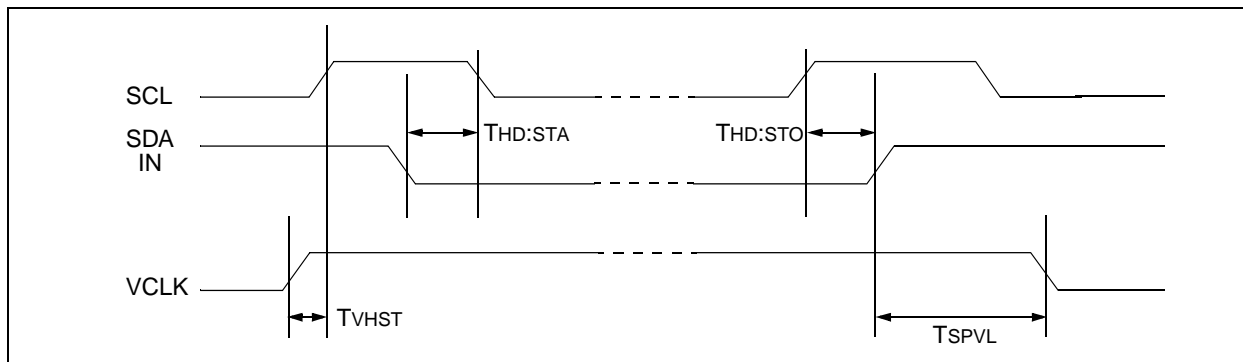 SCL
THD:STA
THD:STO
SDA
IN
VCLK
TVHST
TSPVL